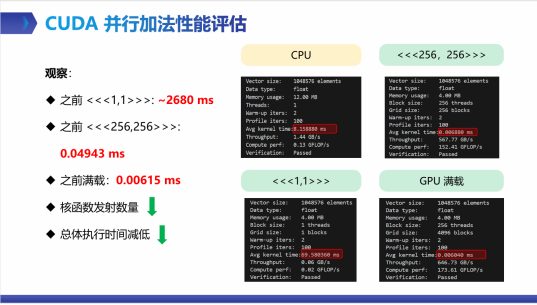 CUDA 并行加法性能评估
观察:
◆ 之前 <<<1,1>>>: ~2680 ms
◆ 之前 <<<256,256>>>:
0.04943 ms
◆ 之前满载: 0.00615 ms
◆ 核函数发射数量
◆ 总体执行时间减低
CPU
Vector size: 1048576 elements
Data type: float
Memory usage: 12.00 MB
Threads: 1
Warm-up iters: 2
Profile iters: 100
Avg kernel time: 8.158880 ms
Throughput: 1.44 GB/s
Compute perf: 0.13 GFLOP/s
Verification: Passed
<<<256, 256>>>
Vector size: 1048576 elements
Data type: float
Memory usage: 4.00 MB
Block size: 256 threads
Grid size: 256 blocks
Warm-up iters: 2
Profile iters: 100
Avg kernel time: 0.006880 ms
Throughput: 567.77 GB/s
Compute perf: 152.41 GFLOP/s
Verification: Passed
<<<1,1>>>
Vector size: 1048576 elements
Data type: float
Memory usage: 4.00 MB
Block size: 1 threads
Grid size: 1 blocks
Warm-up iters: 2
Profile iters: 100
Avg kernel time: 69.580360 ms
Throughput: 0.06 GB/s
Compute perf: 0.02 GFLOP/s
Verification: Passed
GPU 满载
Vector size: 1048576 elements
Data type: float
Memory usage: 4.00 MB
Block size: 256 threads
Grid size: 4096 blocks
Warm-up iters: 2
Profile iters: 100
Avg kernel time: 0.006040 ms
Throughput: 646.73 GB/s
Compute perf: 173.61 GFLOP/s
Verification: Passed